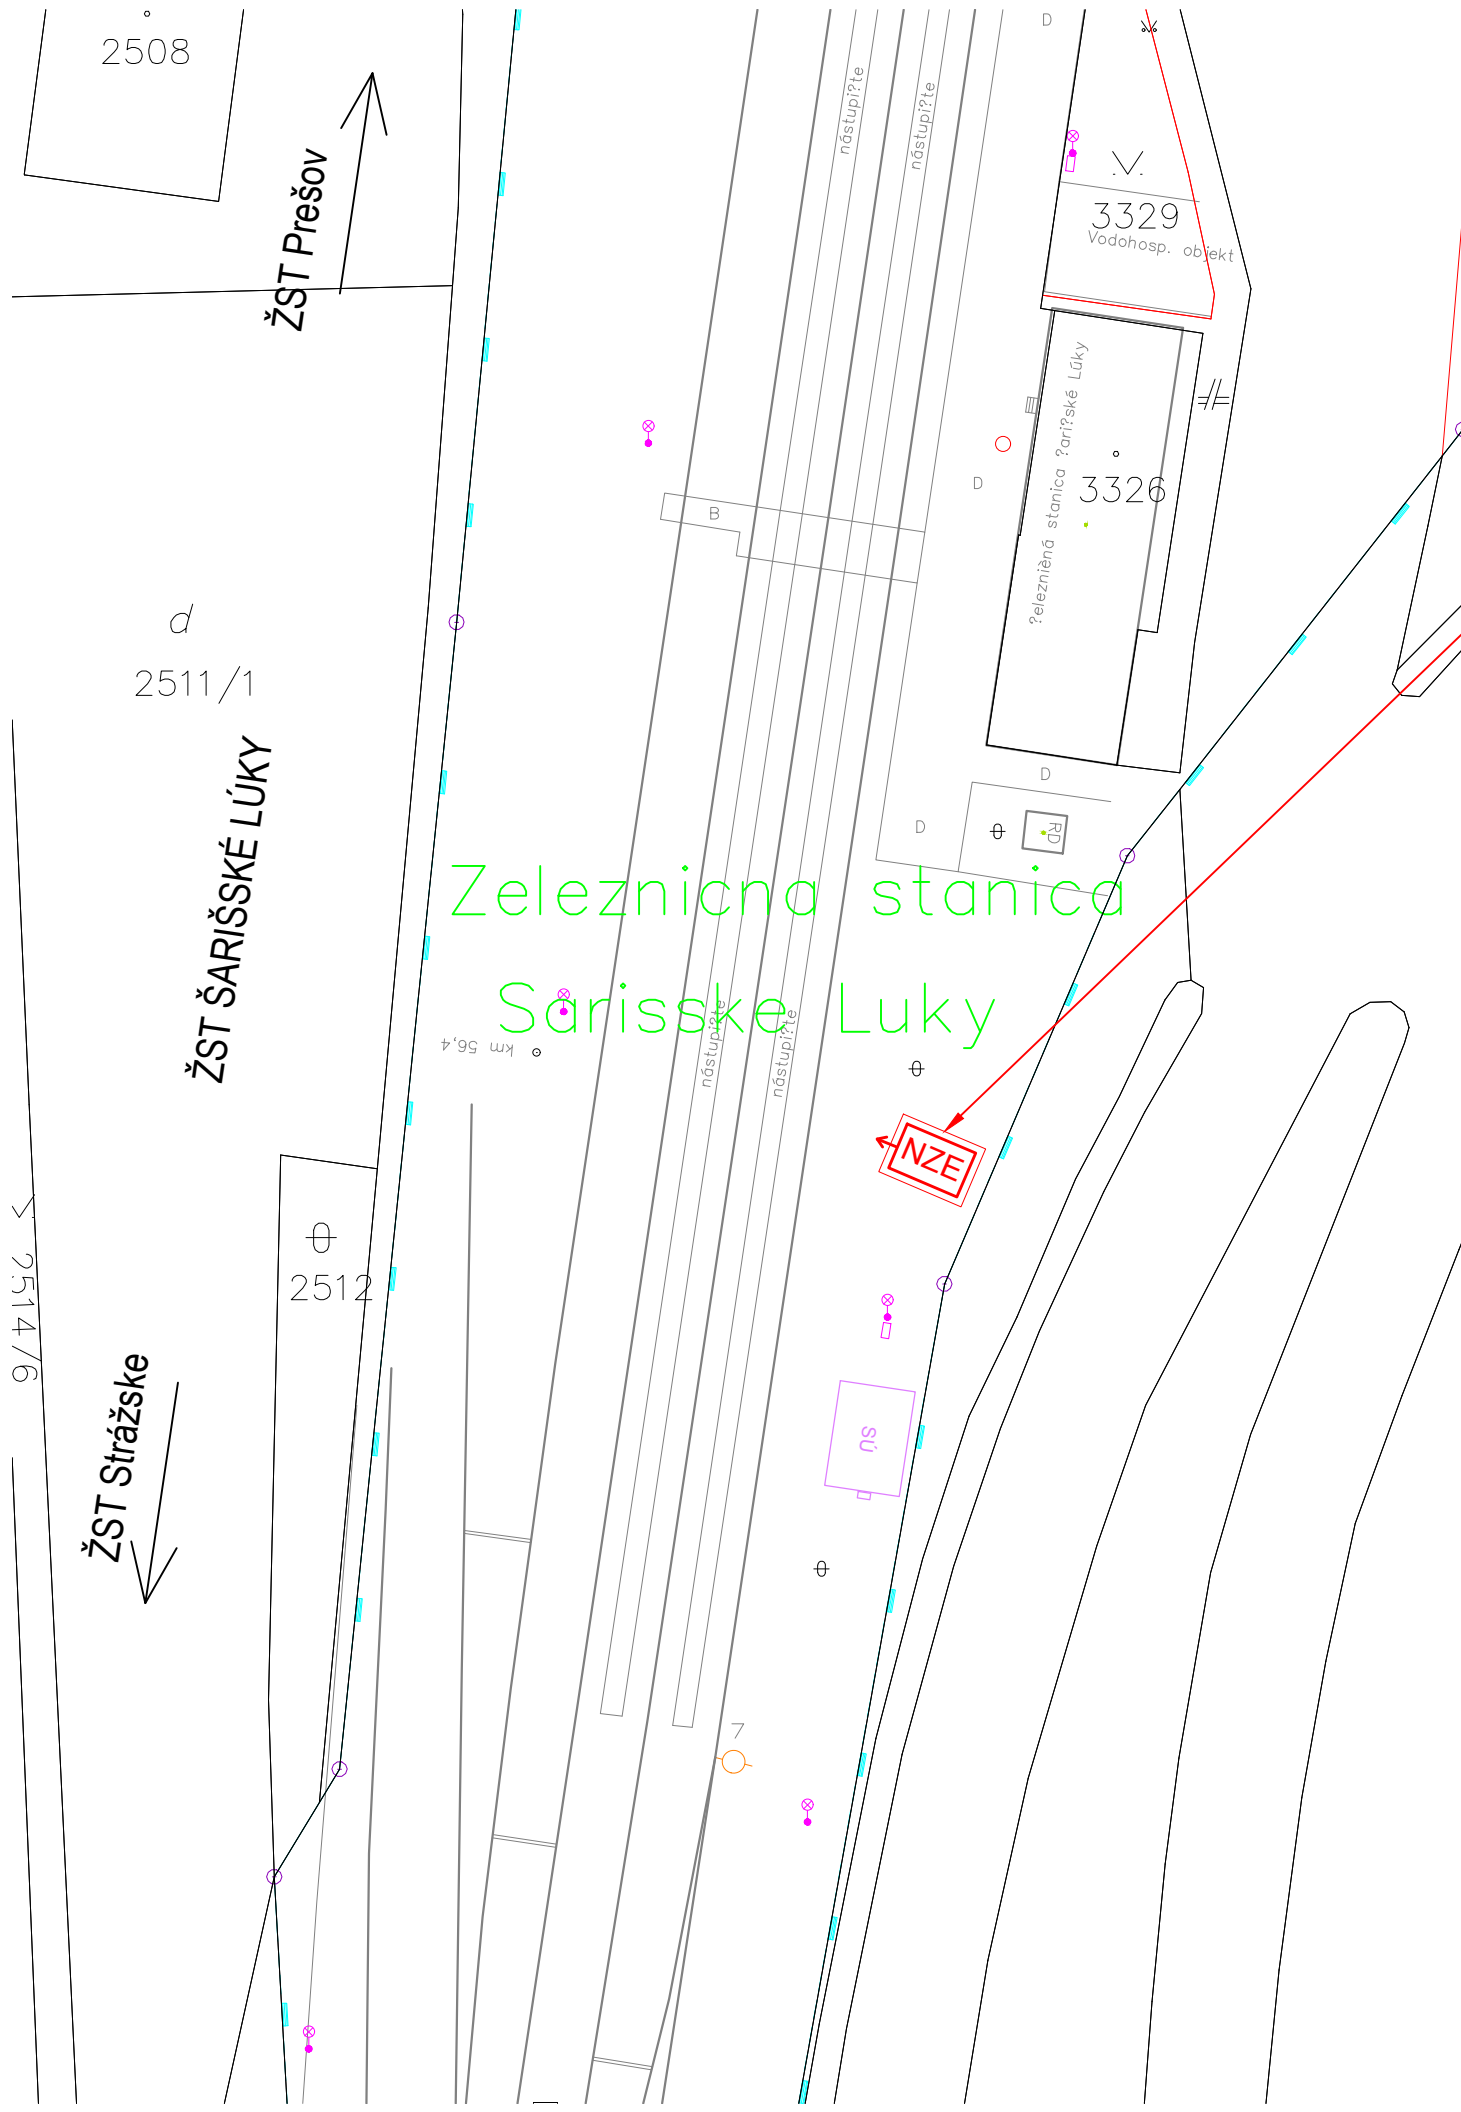 2508
D
nástupi?te
nástupi?te
ŽST Prešov
3329
Vodohosp. objekt
?elezniėná stanica ?ari?ské Lúky
3326
D
B
d
2511/1
ŽST ŠARIŠSKÉ LÚKY
D
D
RD
Zeleznicna stanica
Sarisske Luky
km 56,4
nástupi?te
nástupi?te
NZE
2512
2514/6
ŽST Strážske
SÚ
7